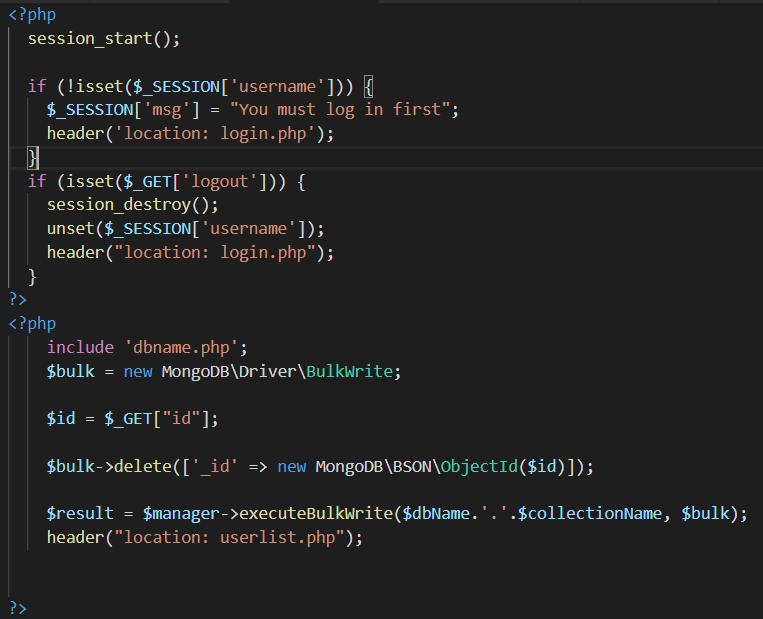 <?php
session_start();
if (!isset($_SESSION['username'])) {
$_SESSION['msg'] = "You must log in first";
header('location: login.php');
}
if (isset($_GET['logout'])) {
session_destroy();
unset($_SESSION['username']);
header("location: login.php");
}
?>
<?php
include 'dbname.php';
$bulk = new MongoDB\Driver\BulkWrite;
$id = $_GET["id"];
$bulk->delete(['_id' => new MongoDB\BSON\ObjectId($id)]);
$result = $manager->executeBulkWrite($dbName.'.'.$collectionName, $bulk);
header("location: userlist.php");
?>